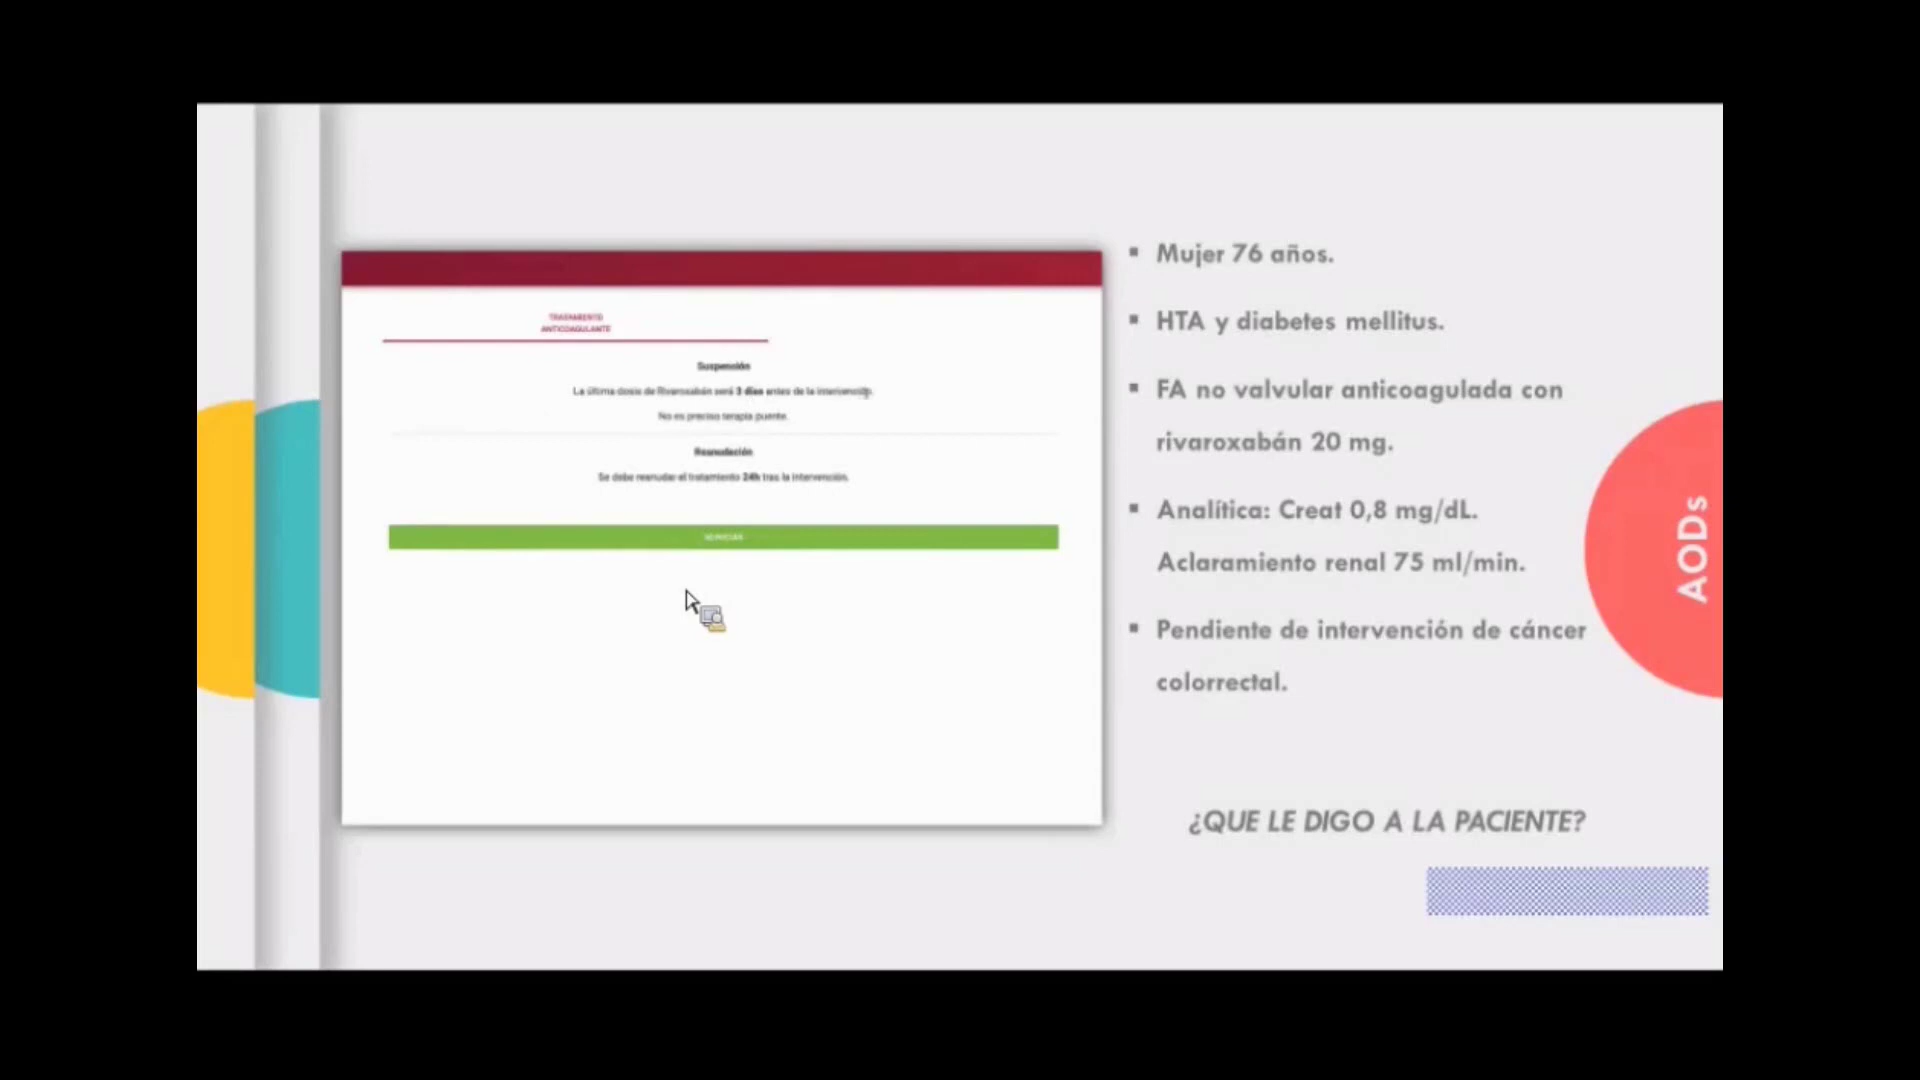 TRATAMIENTO
ANTICOAGULANTE
Suspensión
La última dosis de Rivaroxabán será 3 días antes de la intervención.
No es preciso terapia puente.
Reanudación
Se debe reanudar el tratamiento 24h tras la intervención.
REINICIAR
▪ Mujer 76 años.
▪ HTA y diabetes mellitus.
▪ FA no valvular anticoagulada con
rivaroxabán 20 mg.
▪ Analítica: Creat 0,8 mg/dL.
Aclaramiento renal 75 ml/min.
▪ Pendiente de intervención de cáncer
colorrectal.
¿QUE LE DIGO A LA PACIENTE?
AODs